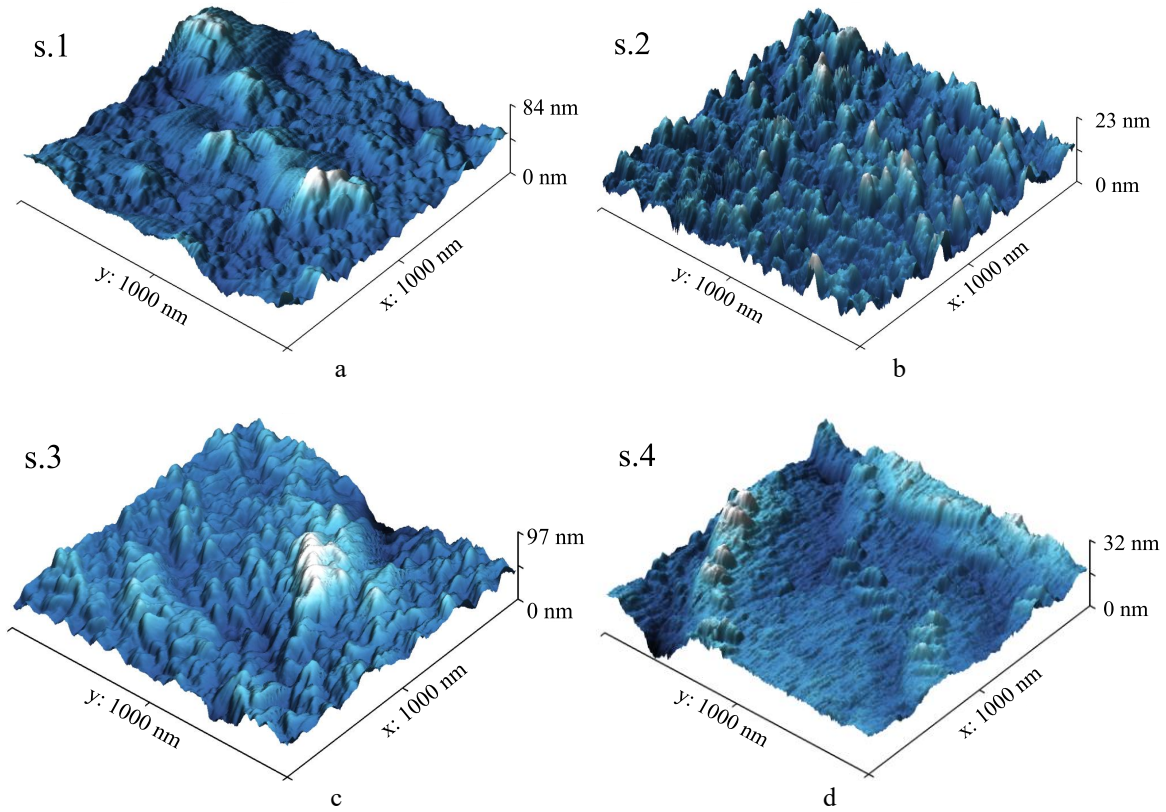 s.1
84 nm
0 nm
y: 1000 nm
x: 1000 nm
a
s.2
23 nm
0 nm
y: 1000 nm
x: 1000 nm
b
s.3
97 nm
0 nm
y: 1000 nm
x: 1000 nm
c
s.4
32 nm
0 nm
y: 1000 nm
x: 1000 nm
d